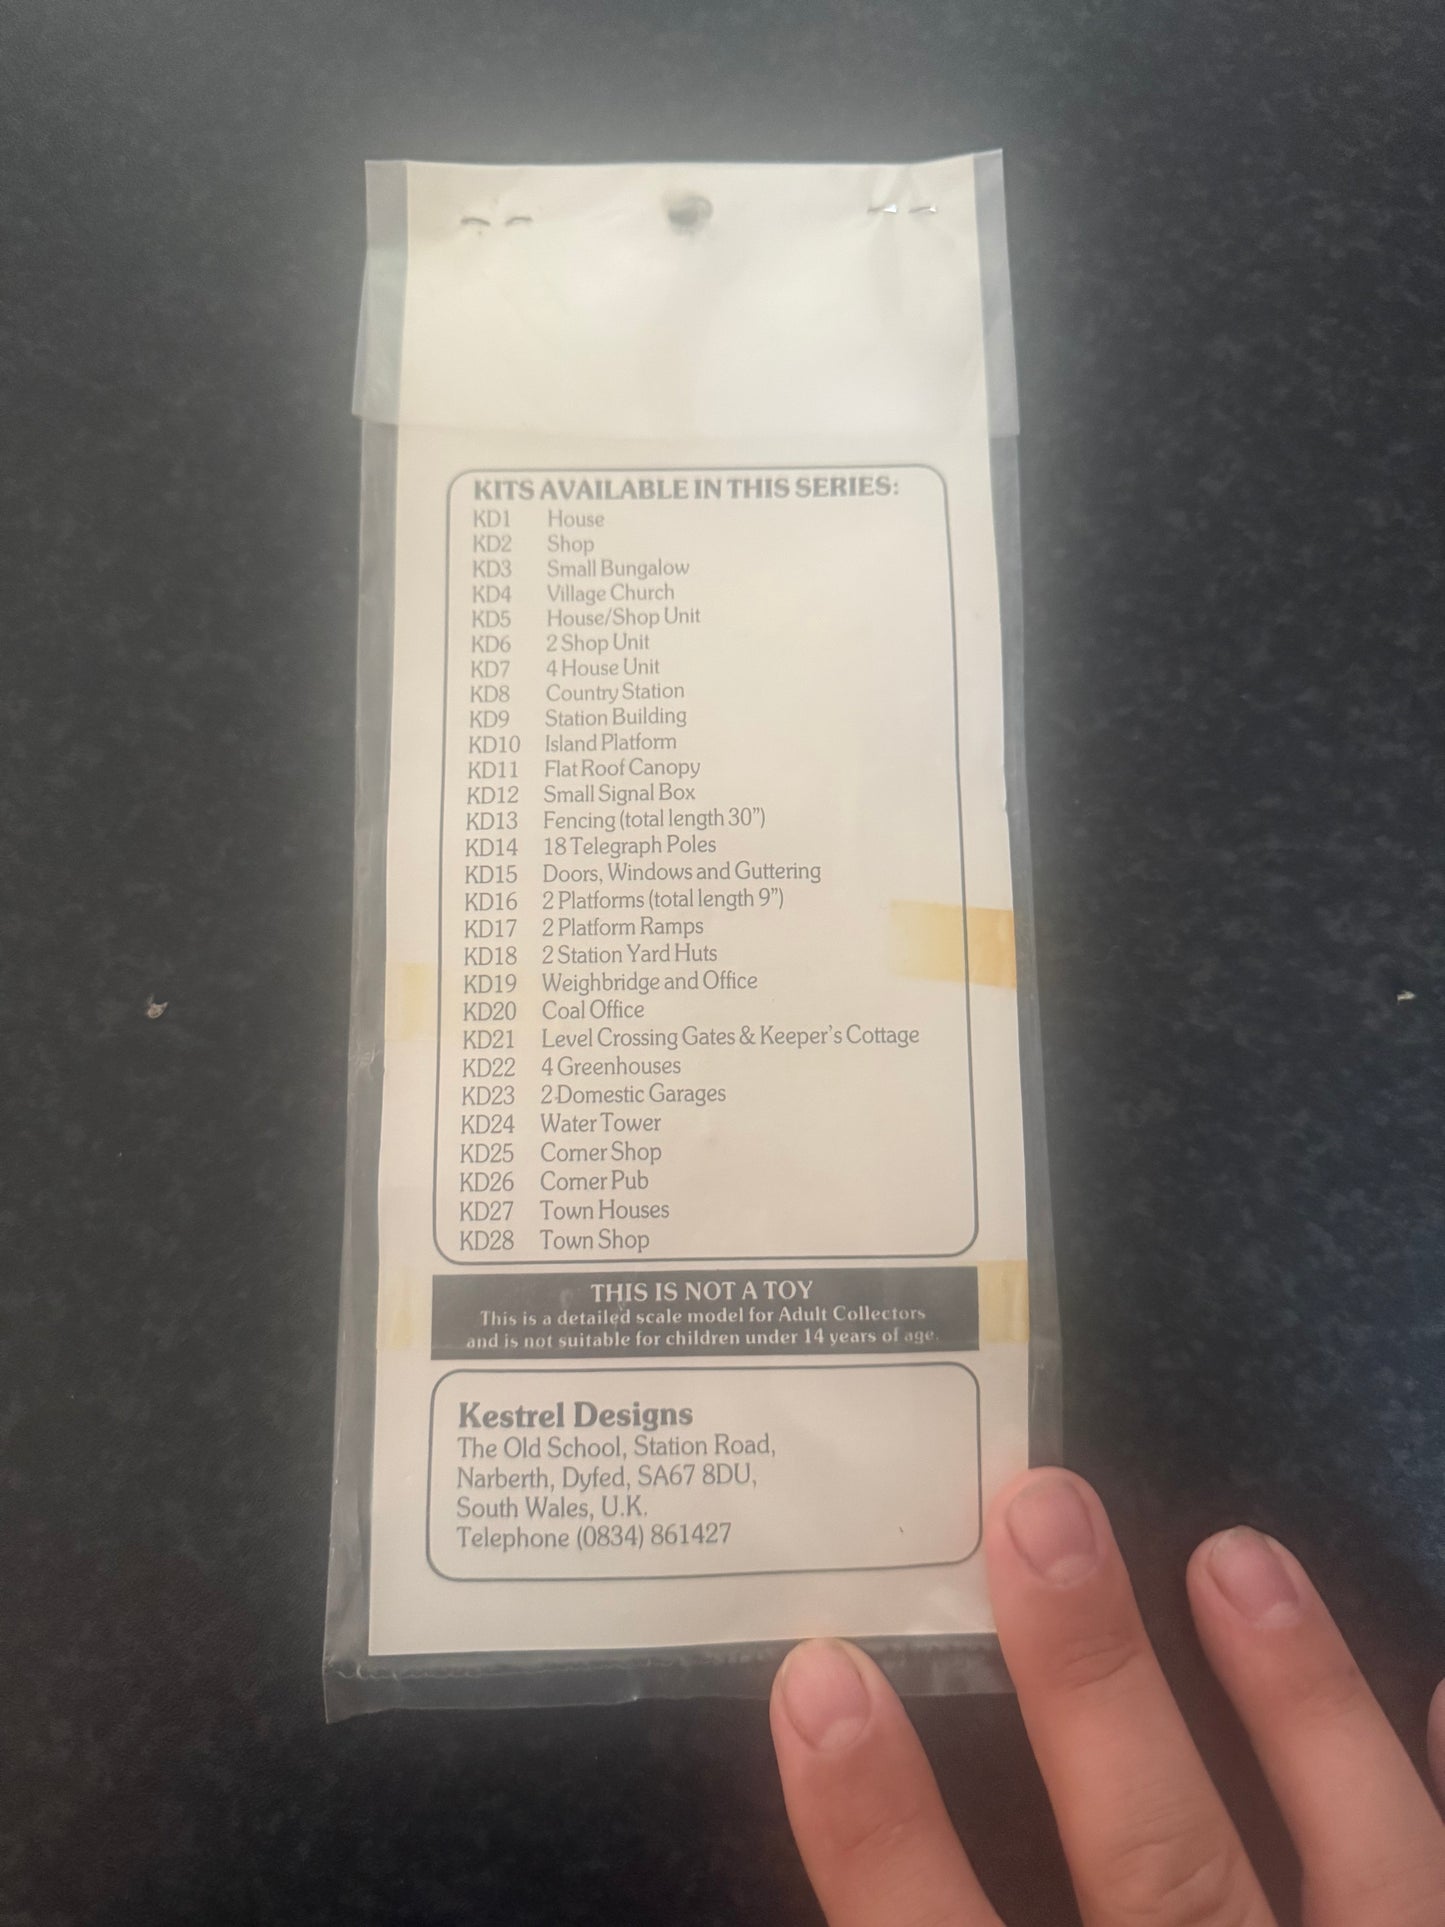 KITS AVAILABLE IN THIS SERIES:
KD1 House
KD2 Shop
KD3 Small Bungalow
KD4 Village Church
KD5 House/Shop Unit
KD6 2 Shop Unit
KD7 4 House Unit
KD8 Country Station
KD9 Station Building
KD10 Island Platform
KD11 Flat Roof Canopy
KD12 Small Signal Box
KD13 Fencing (total length 30”)
KD14 18 Telegraph Poles
KD15 Doors, Windows and Guttering
KD16 2 Platforms (total length 9”)
KD17 2 Platform Ramps
KD18 2 Station Yard Huts
KD19 Weighbridge and Office
KD20 Coal Office
KD21 Level Crossing Gates & Keeper’s Cottage
KD22 4 Greenhouses
KD23 2 Domestic Garages
KD24 Water Tower
KD25 Corner Shop
KD26 Corner Pub
KD27 Town Houses
KD28 Town Shop
THIS IS NOT A TOY
This is a detailed scale model for Adult Collectors
and is not suitable for children under 14 years of age.
Kestrel Designs
The Old School, Station Road,
Narberth, Dyfed, SA67 8DU,
South Wales, U.K.
Telephone (0834) 861427